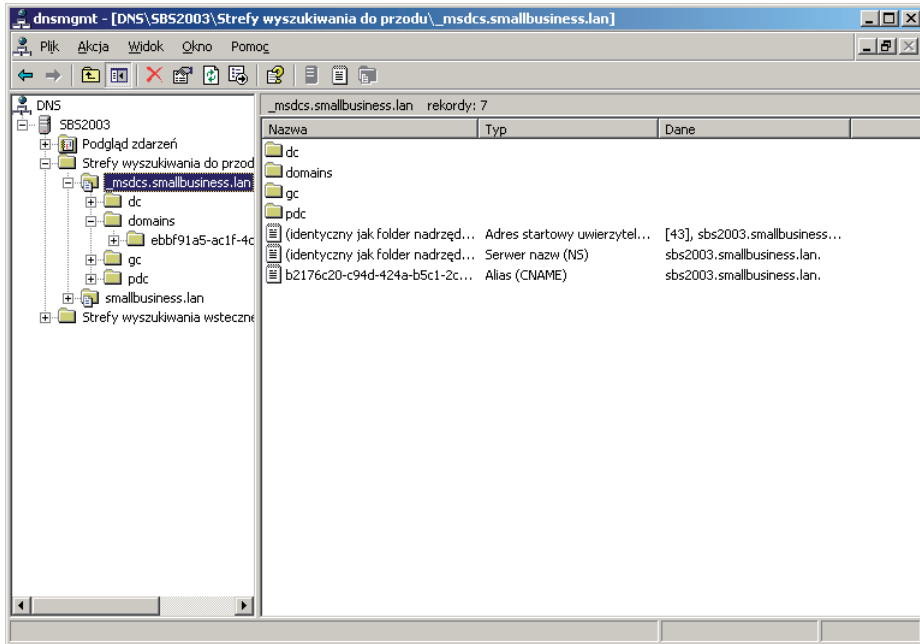 dnsmgmt - [DNS\SBS2003\Strefy wyszukiwania do przodu\_msdcs.smallbusiness.lan]
Plik Akcja Widok Okno Pomoc
DNS
SBS2003
Podgląd zdarzeń
Strefy wyszukiwania do przod
_msdcs.smallbusiness.lan
dc
domains
ebbf91a5-ac1f-4c
gc
pdc
smallbusiness.lan
Strefy wyszukiwania wsteczne
_msdcs.smallbusiness.lan rekordy: 7
Nazwa Typ Dane
dc
domains
gc
pdc
(identyczny jak folder nadrzęd... Adres startowy uwierzytel... [43], sbs2003.smallbusiness...
(identyczny jak folder nadrzęd... Serwer nazw (NS) sbs2003.smallbusiness.lan.
b2176c20-c94d-424a-b5c1-2c... Alias (CNAME) sbs2003.smallbusiness.lan.